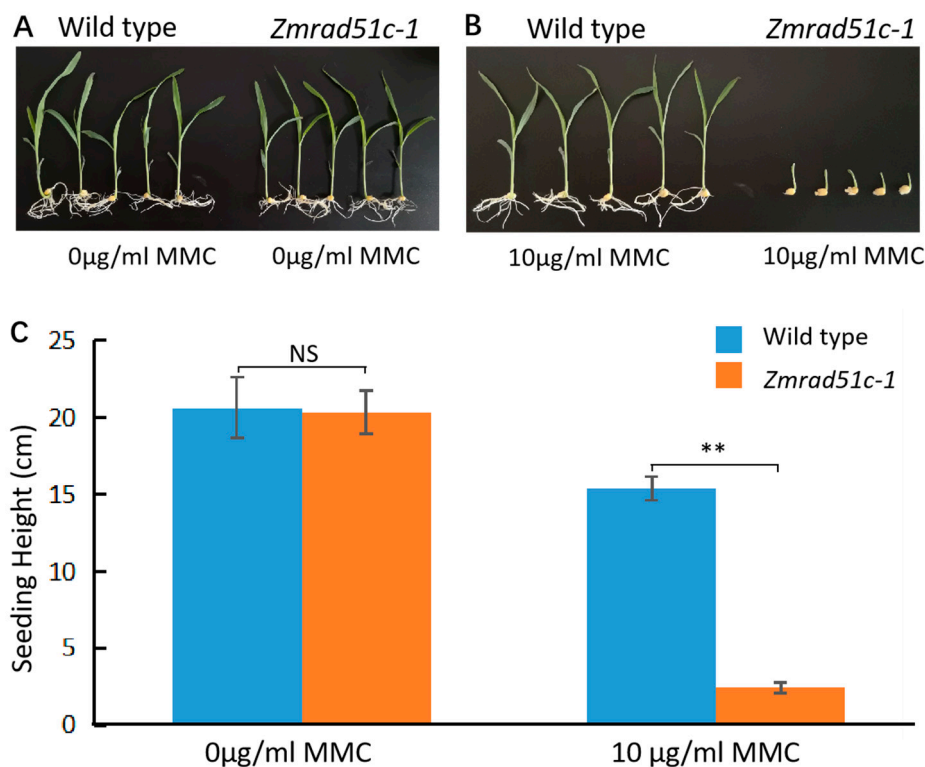 A Wild type Zmrad51c-1
0µg/ml MMC 0µg/ml MMC
B Wild type Zmrad51c-1
10µg/ml MMC 10µg/ml MMC
C
Seeding Height (cm)
25
20
15
10
5
0
NS
**
Wild type
Zmrad51c-1
0µg/ml MMC
10 µg/ml MMC